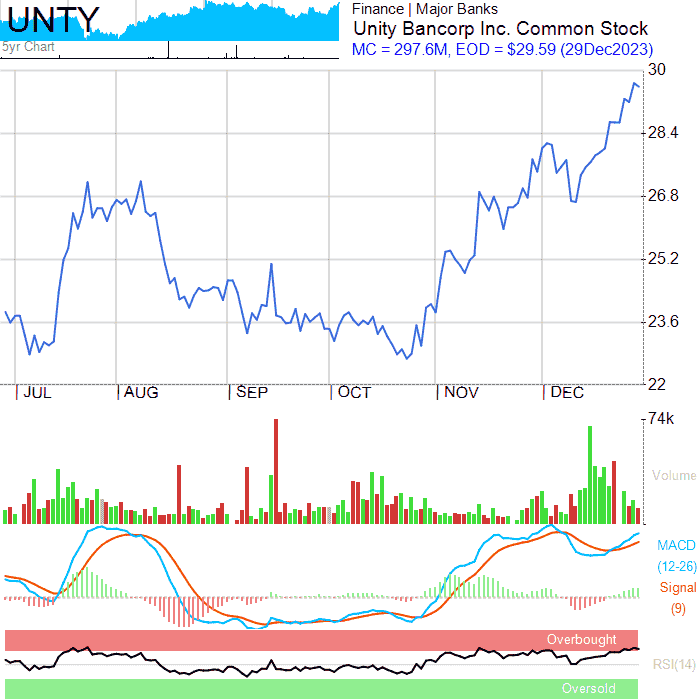 UNTY
5yr Chart
Finance | Major Banks
Unity Bancorp Inc. Common Stock
MC = 297.6M, EOD = $29.59 (29Dec2023)
30
28.4
26.8
25.2
23.6
22
JUL AUG SEP OCT NOV DEC
74k
Volume
MACD
(12-26)
Signal
(9)
Overbought
RSI(14)
Oversold